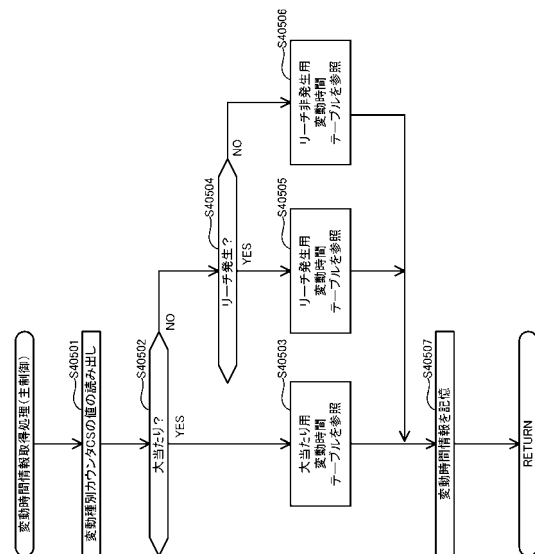 変動時間情報取得処理(主制御)
S40501
変動種別カウンタCSの値の読み出し
S40502
大当たり?
NO
YES
S40504
リーチ発生?
NO
YES
S40503
大当たり用
変動時間
テーブルを参照
S40505
リーチ発生用
変動時間
テーブルを参照
S40506
リーチ非発生用
変動時間
テーブルを参照
S40507
変動時間情報を記憶
RETURN